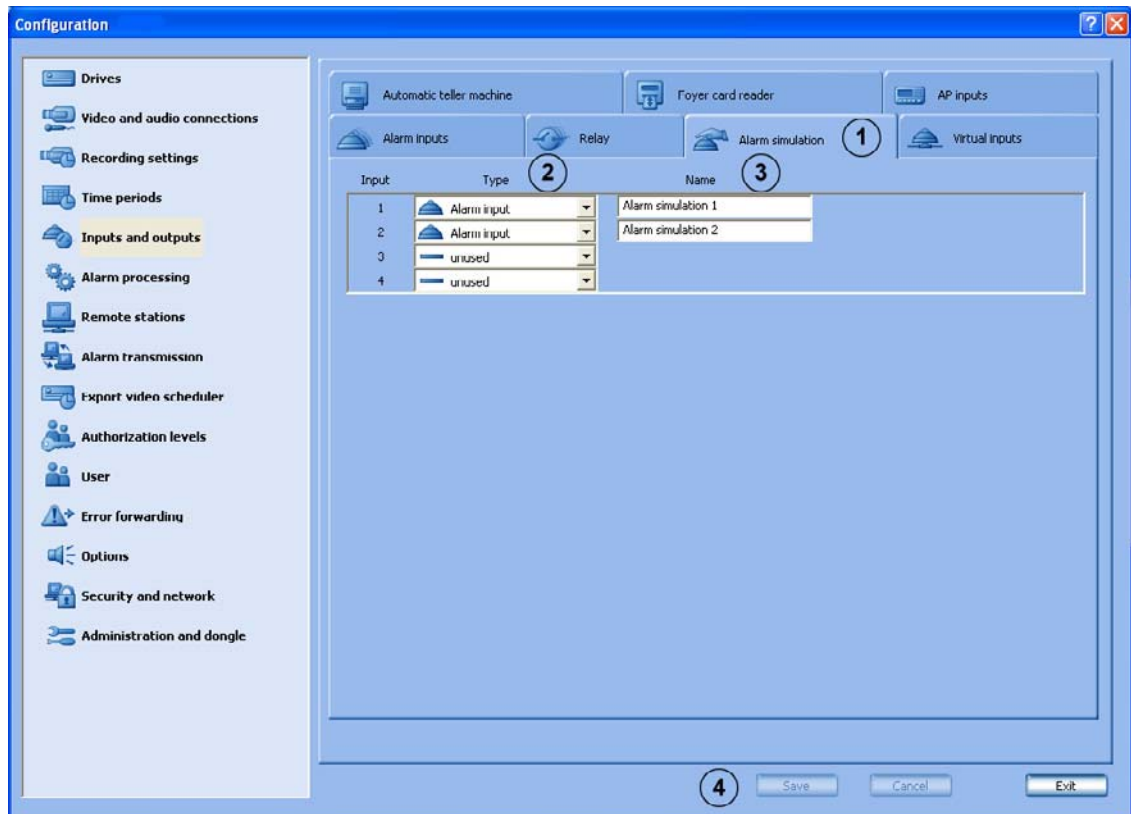 Configuration
Drives
Video and audio connections
Recording settings
Time periods
Inputs and outputs
Alarm processing
Remote stations
Alarm transmission
Export video scheduler
Authorization levels
User
Error forwarding
Options
Security and network
Administration and dongle
Automatic teller machine
Foyer card reader
AP inputs
Alarm inputs
Relay
Alarm simulation
1
Virtual inputs
Input
Type
2
Name
3
1 Alarm input Alarm simulation 1
2 Alarm input Alarm simulation 2
3 unused
4 unused
4
Save
Cancel
Exit